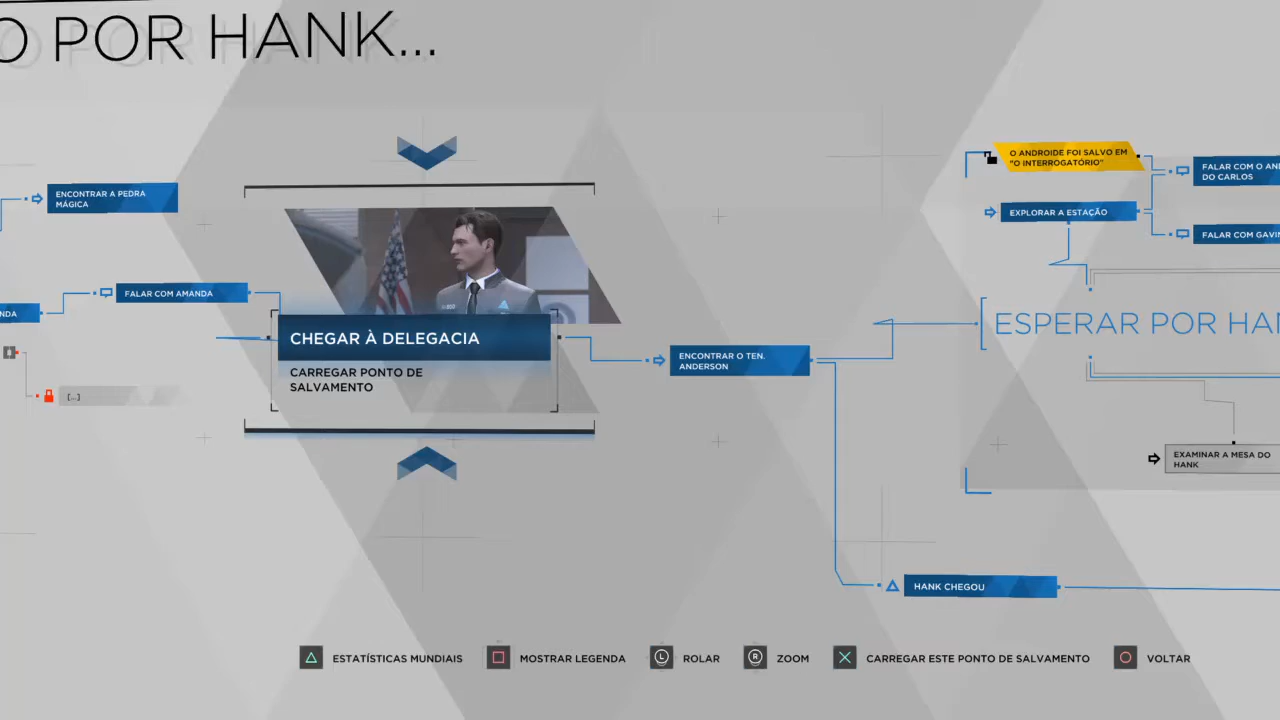 O POR HANK...
O ANDROIDE FOI SALVO EM
"O INTERROGATÓRIO"
FALAR COM O AN
DO CARLOS
ENCONTRAR A PEDRA
MÁGICA
EXPLORAR A ESTAÇÃO
FALAR COM GAVIN
FALAR COM AMANDA
NDA
ESPERAR POR HAN
CHEGAR À DELEGACIA
ENCONTRAR O TEN.
ANDERSON
CARREGAR PONTO DE
SALVAMENTO
[...]
EXAMINAR A MESA DO
HANK
HANK CHEGOU
ESTATÍSTICAS MUNDIAIS
MOSTRAR LEGENDA
L
ROLAR
R
ZOOM
CARREGAR ESTE PONTO DE SALVAMENTO
VOLTAR